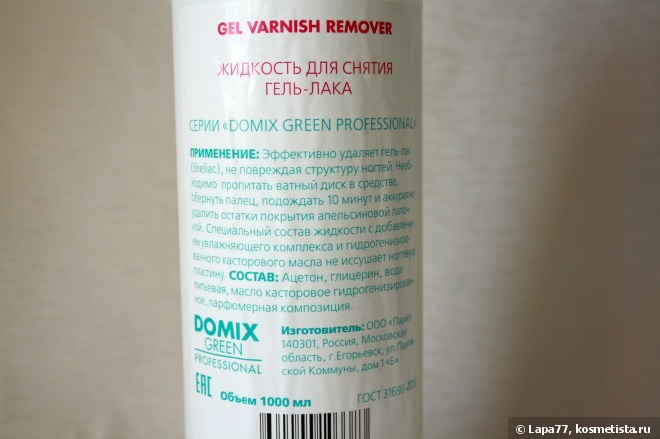 GEL VARNISH REMOVER
ЖИДКОСТЬ ДЛЯ СНЯТИЯ
ГЕЛЬ-ЛАКА
СЕРИИ «DOMIX GREEN PROFESSIONAL»
ПРИМЕНЕНИЕ: Эффективно удаляет гель-лак
(Shellac), не повреждая структуру ногтей. Необ-
ходимо пропитать ватный диск в средстве,
обернуть палец, подождать 10 минут и аккуратно
удалить остатки покрытия апельсиновой палоч-
кой. Специальный состав жидкости с добавлени-
ем увлажняющего комплекса и гидрогенизиро-
ванного касторового масла не иссушает ногтевую
пластину. СОСТАВ: Ацетон, глицерин, вода
питьевая, масло касторовое гидрогенизирован-
ное, парфюмерная композиция.
DOMIX
GREEN
PROFESSIONAL
Изготовитель: ООО
140301, Россия, Московская
область, г.Егорьевск, ул.
ской Коммуны, дом 1«Б»
ЕАС
Объем 1000 мл
ГОСТ 31693-
© Lapa77, kosmetista.ru